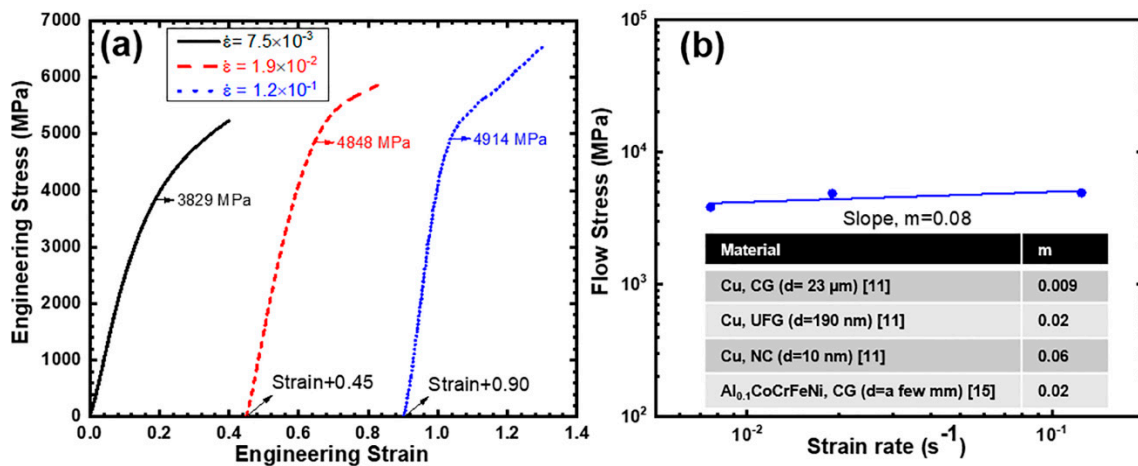 (a)
ε̇= 7.5×10⁻³
ε̇ = 1.9×10⁻²
ε̇ = 1.2×10⁻¹
7000
6000
5000
4000
3000
2000
1000
0
Engineering Stress (MPa)
3829 MPa
4848 MPa
4914 MPa
Strain+0.45
Strain+0.90
0.0 0.2 0.4 0.6 0.8 1.0 1.2 1.4
Engineering Strain
(b)
10⁵
10⁴
10³
10²
Flow Stress (MPa)
Slope, m=0.08
Material m
Cu, CG (d= 23 µm) [11] 0.009
Cu, UFG (d=190 nm) [11] 0.02
Cu, NC (d=10 nm) [11] 0.06
Al₀.₁CoCrFeNi, CG (d=a few mm) [15] 0.02
10⁻² 10⁻¹
Strain rate (s⁻¹)